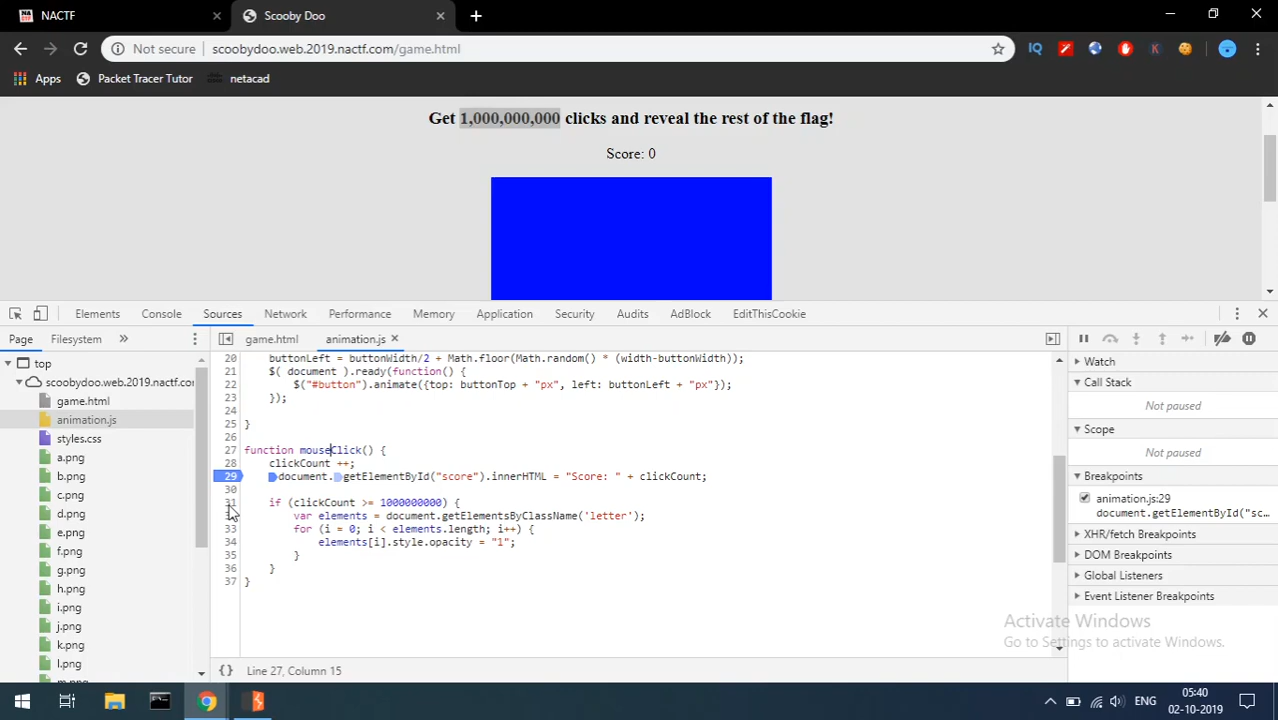 NACTF
Scooby Doo
Not secure
scoobydoo.web.2019.nactf.com/game.html
IQ
K
Apps
Packet Tracer Tutor
netacad
Get 1,000,000,000 clicks and reveal the rest of the flag!
Score: 0
Elements
Console
Sources
Network
Performance
Memory
Application
Security
Audits
AdBlock
EditThisCookie
Page
Filesystem
game.html
animation.js
top
scoobydoo.web.2019.nactf.con
game.html
animation.js
styles.css
a.png
b.png
c.png
d.png
e.png
f.png
g.png
h.png
i.png
j.png
k.png
l.png
20 buttonLeft = buttonWidth/2 + Math.floor(Math.random() * (width-buttonWidth));
21 $( document ).ready(function() {
22 $("#button").animate({top: buttonTop + "px", left: buttonLeft + "px"});
23 });
24
25 }
26
27 function mouseClick() {
28 clickCount ++;
29 document.getElementById("score").innerHTML = "Score: " + clickCount;
30
31 if (clickCount >= 1000000000) {
var elements = document.getElementsByClassName('letter');
33 for (i = 0; i < elements.length; i++) {
34 elements[i].style.opacity = "1";
35 }
36 }
37 }
{ } Line 27, Column 15
Watch
Call Stack
Not paused
Scope
Not paused
Breakpoints
animation.js:29
document.getElementById("sc...
XHR/fetch Breakpoints
DOM Breakpoints
Global Listeners
Event Listener Breakpoints
Activate Windows
Go to Settings to activate Windows.
ENG
05:40
02-10-2019